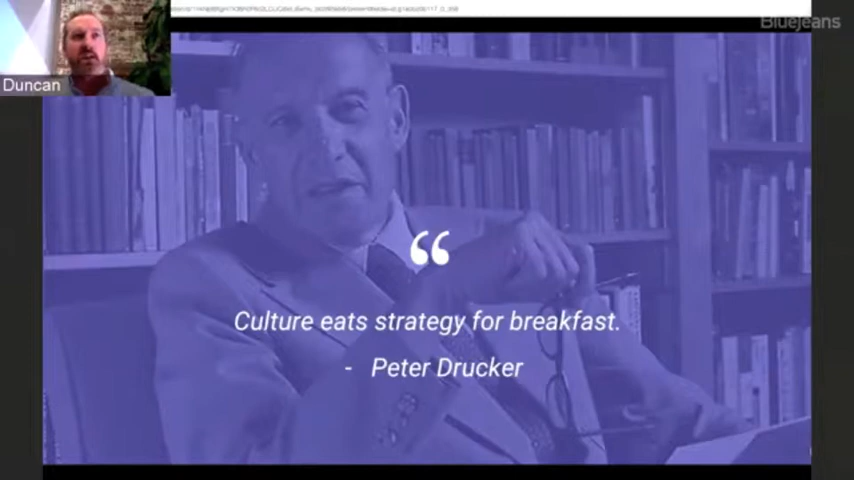 BlueJeans
Duncan
“
Culture eats strategy for breakfast.
- Peter Drucker